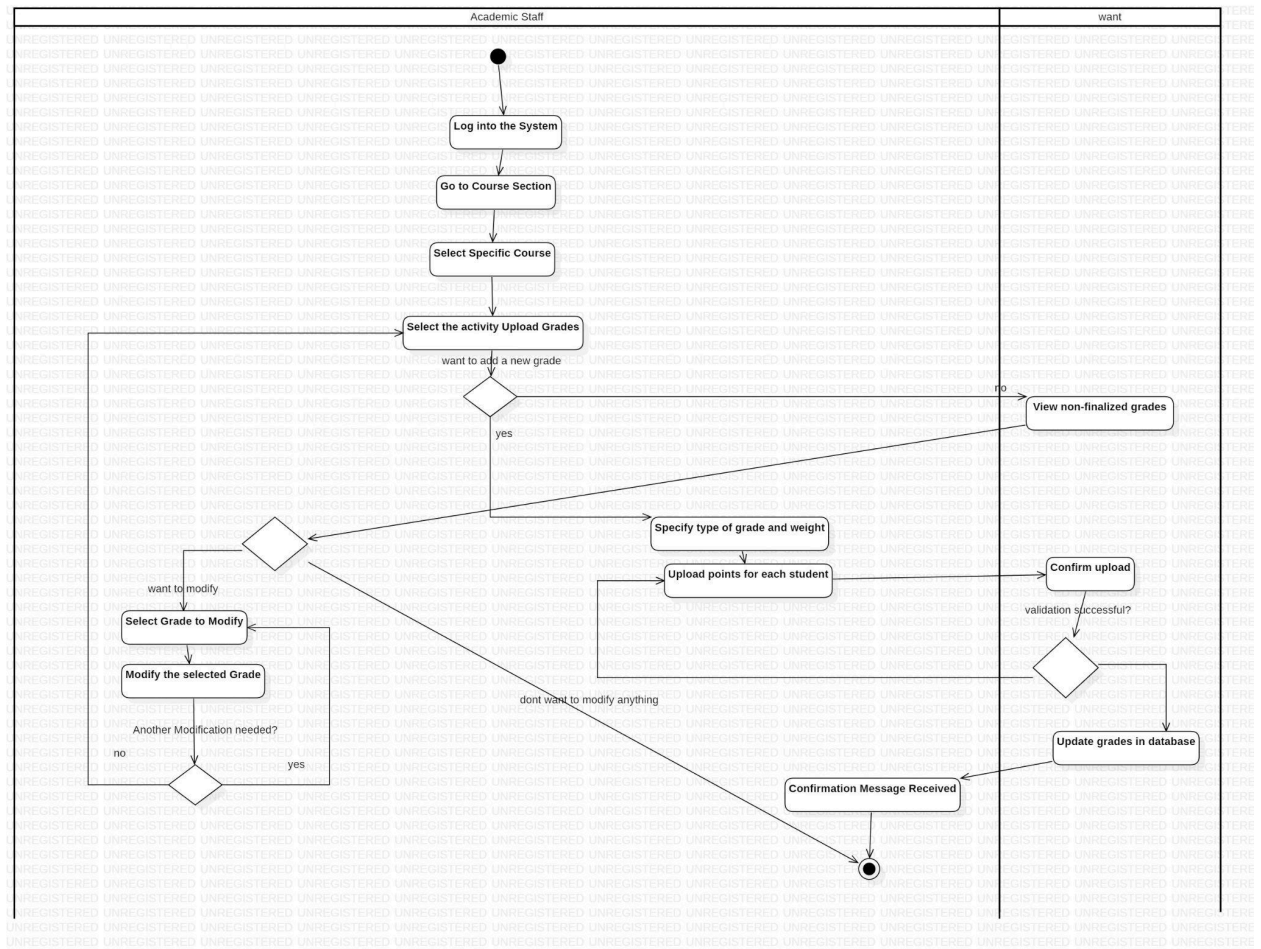 Academic Staff
want
Log into the System
Go to Course Section
Select Specific Course
Select the activity Upload Grades
want to add a new grade
no
View non-finalized grades
yes
Specify type of grade and weight
Upload points for each student
Confirm upload
want to modify
validation successful?
Select Grade to Modify
Modify the selected Grade
dont want to modify anything
Another Modification needed?
Update grades in database
no
yes
Confirmation Message Received
UNREGISTERED